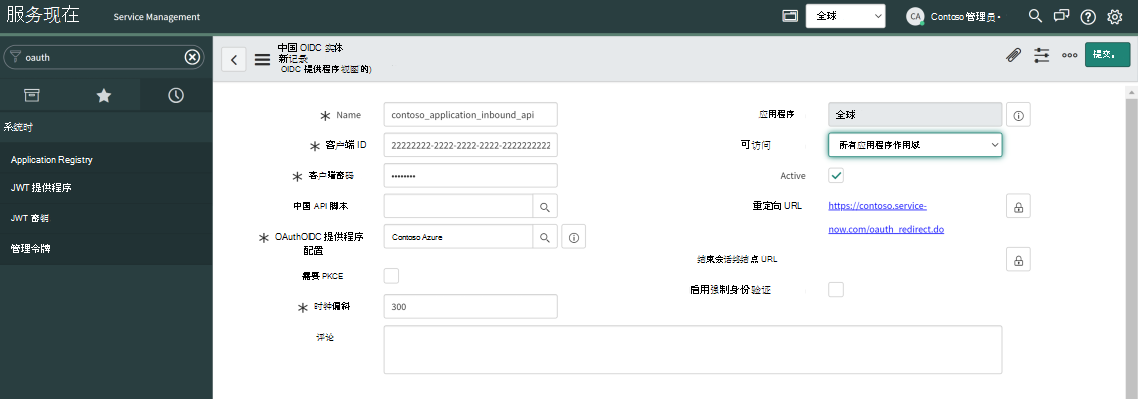 服务现在
Service Management
全球
CA
Contoso 管理员
oauth
中国 OIDC 实体
新记录
OIDC 提供程序视图的)
提交。
系统时
Application Registry
JWT 提供程序
JWT 密钥
管理令牌
Name
contoso_application_inbound_api
客户端 ID
22222222-2222-2222-2222-2222222222
客户端密码
••••••••
中国 API 脚本
OAuthOIDC 提供程序
配置
Contoso Azure
需要 PKCE
时钟偏斜
300
评论
应用程序
全球
可访问
所有应用程序作用域
Active
重定向 URL
https://contoso.service-
now.com/oauth_redirect.do
结束会话终结点 URL
启用强制身份验证